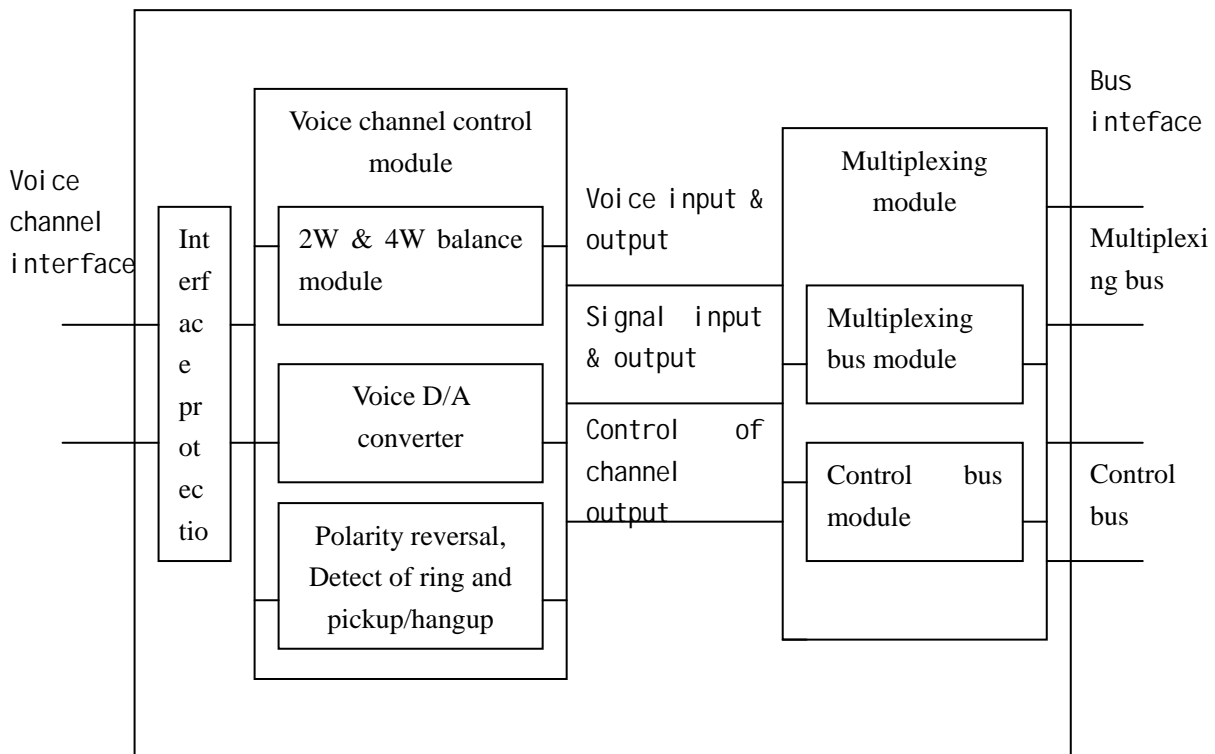 Voice
channel
interface
Int
erf
ac
e
pr
ot
ec
tio
Voice channel control
module
2W & 4W balance
module
Voice D/A
converter
Polarity reversal,
Detect of ring and
pickup/hangup
Voice input &
output
Signal input
& output
Control of
channel
output
Multiplexing
module
Multiplexing
bus module
Control bus
module
Bus
inteface
Multiplexi
ng bus
Control
bus